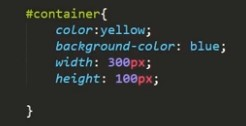 #container{
color:yellow;
background-color: blue;
width: 300px;
height: 100px;
}